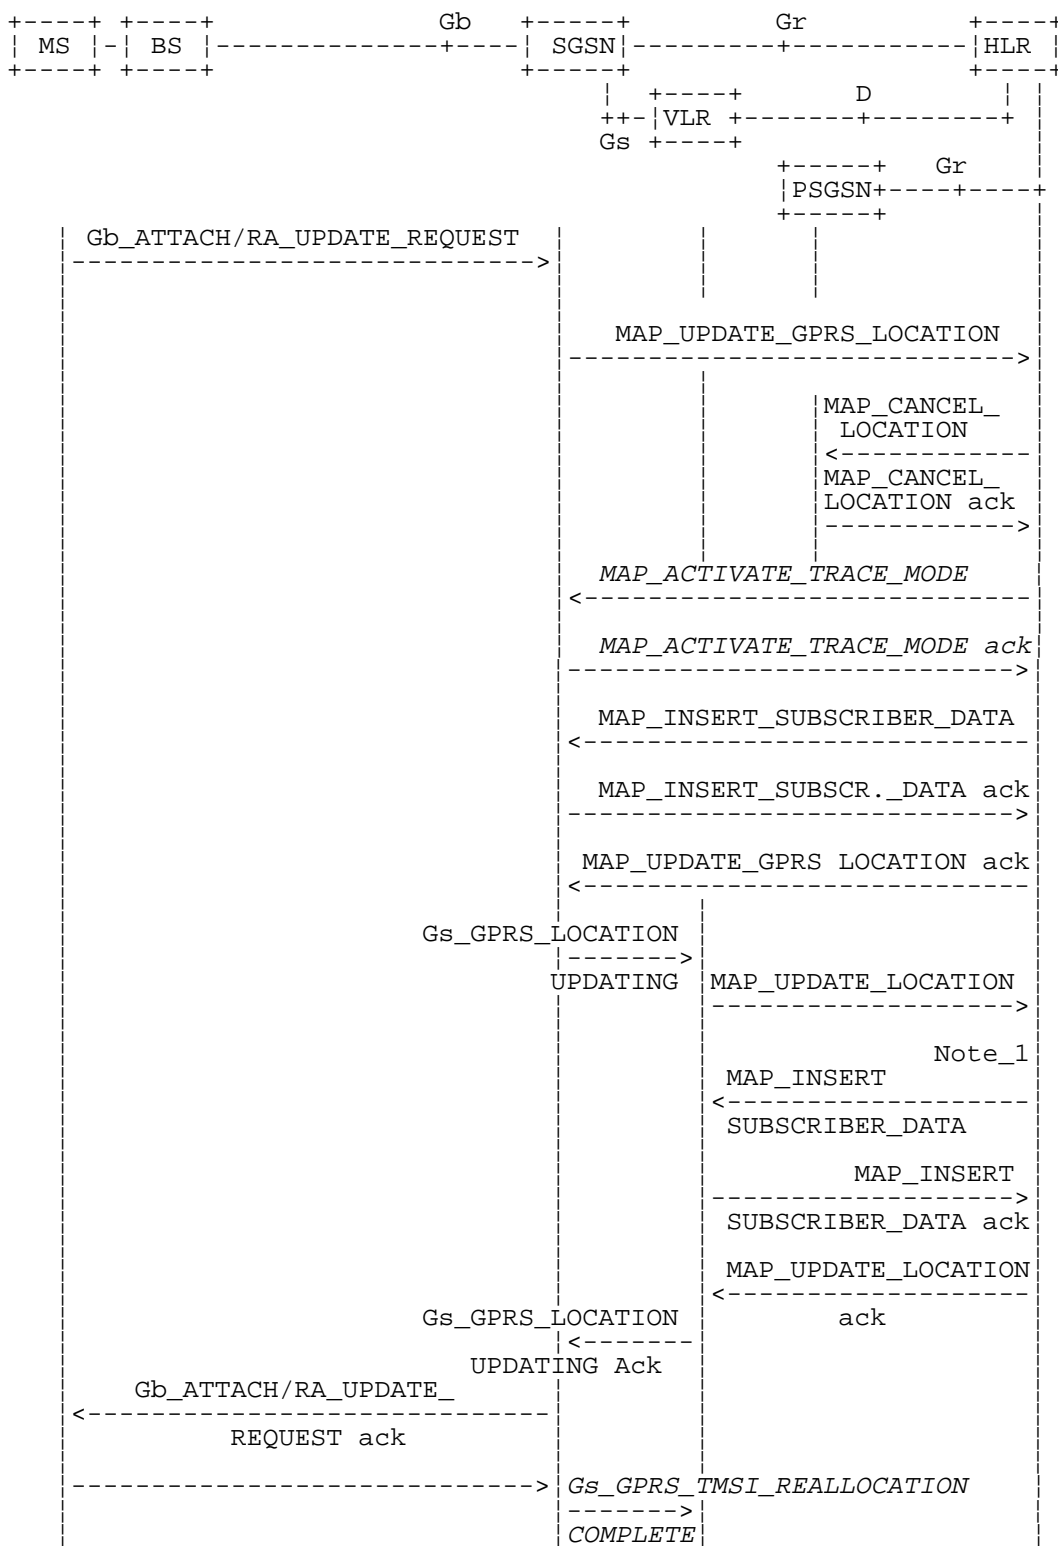 Gb Gr
MS BS SGSN HLR
VLR D
Gs
PSGSN Gr
Gb_ATTACH/RA_UPDATE_REQUEST
MAP_UPDATE_GPRS_LOCATION
MAP_CANCEL_
LOCATION
MAP_CANCEL_
LOCATION ack
MAP_ACTIVATE_TRACE_MODE
MAP_ACTIVATE_TRACE_MODE ack
MAP_INSERT_SUBSCRIBER_DATA
MAP_INSERT_SUBSCR._DATA ack
MAP_UPDATE_GPRS LOCATION ack
Gs_GPRS_LOCATION
UPDATING MAP_UPDATE_LOCATION
Note_1
MAP_INSERT
SUBSCRIBER_DATA
MAP_INSERT
SUBSCRIBER_DATA ack
MAP_UPDATE_LOCATION
Gs_GPRS_LOCATION ack
UPDATING Ack
Gb_ATTACH/RA_UPDATE_
REQUEST ack
Gs_GPRS_TMSI_REALLOCATION
COMPLETE